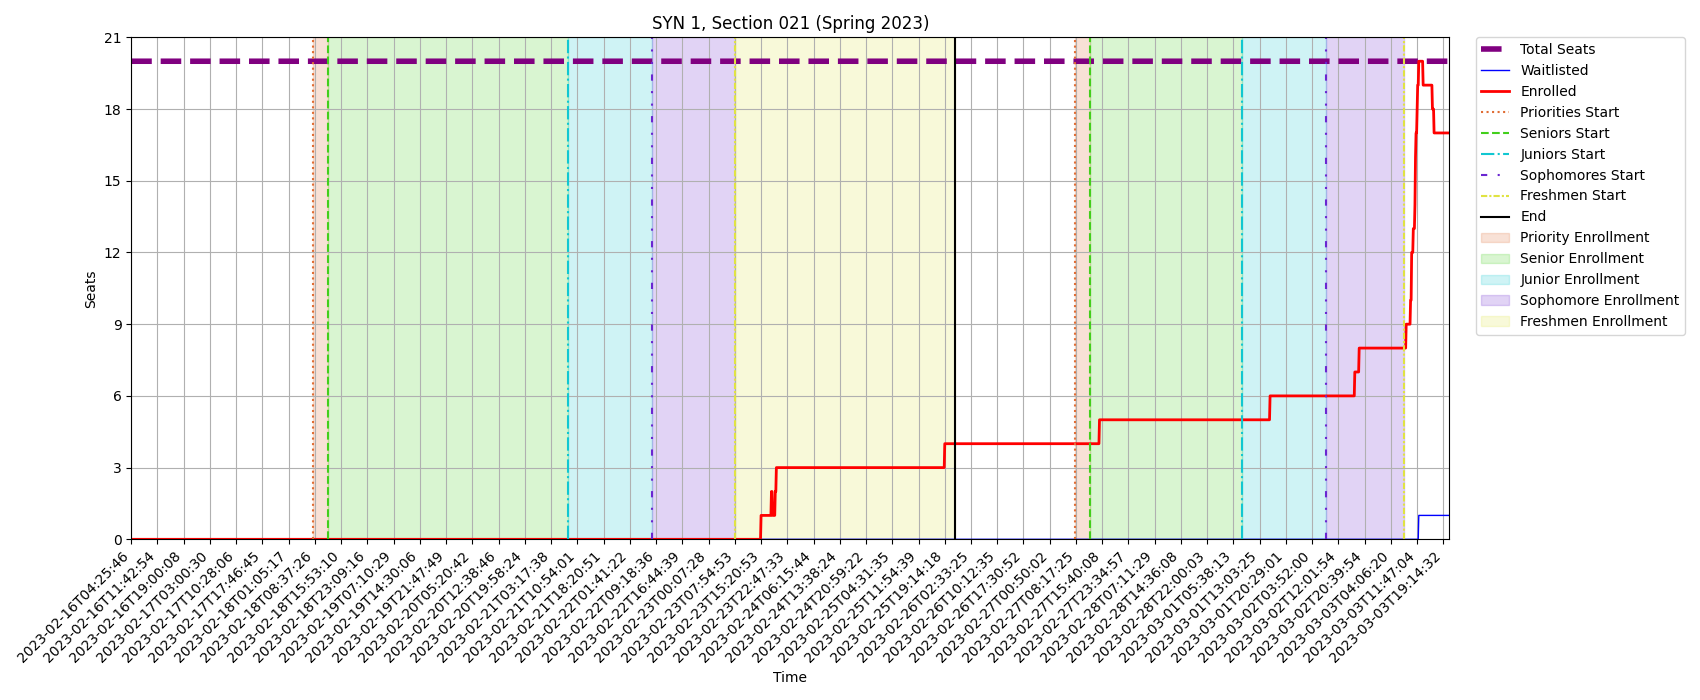 SYN 1, Section 021 (Spring 2023)
21
18
15
12
9
6
3
0
Seats
2023-02-16T04:25:46
2023-02-16T11:42:54
2023-02-16T19:00:08
2023-02-17T03:00:30
2023-02-17T10:28:06
2023-02-17T17:46:45
2023-02-18T01:05:17
2023-02-18T08:37:26
2023-02-18T15:53:10
2023-02-18T23:09:16
2023-02-19T07:10:29
2023-02-19T14:30:06
2023-02-19T21:47:49
2023-02-20T05:20:42
2023-02-20T12:38:46
2023-02-20T19:58:24
2023-02-21T03:17:38
2023-02-21T10:54:01
2023-02-21T18:20:51
2023-02-22T01:41:22
2023-02-22T09:18:36
2023-02-22T16:44:39
2023-02-23T00:07:28
2023-02-23T07:54:53
2023-02-23T15:20:53
2023-02-23T22:47:33
2023-02-24T06:15:44
2023-02-24T13:38:24
2023-02-24T20:59:22
2023-02-25T04:31:35
2023-02-25T11:54:39
2023-02-25T19:14:18
2023-02-26T02:33:25
2023-02-26T10:12:35
2023-02-26T17:30:52
2023-02-27T00:50:02
2023-02-27T08:17:25
2023-02-27T15:40:08
2023-02-27T23:34:57
2023-02-28T07:11:29
2023-02-28T14:36:08
2023-02-28T22:00:03
2023-03-01T05:38:13
2023-03-01T13:03:25
2023-03-01T20:29:01
2023-03-02T03:52:00
2023-03-02T12:01:54
2023-03-02T20:39:54
2023-03-03T04:06:20
2023-03-03T11:47:04
2023-03-03T19:14:32
Time
Total Seats
Waitlisted
Enrolled
Priorities Start
Seniors Start
Juniors Start
Sophomores Start
Freshmen Start
End
Priority Enrollment
Senior Enrollment
Junior Enrollment
Sophomore Enrollment
Freshmen Enrollment